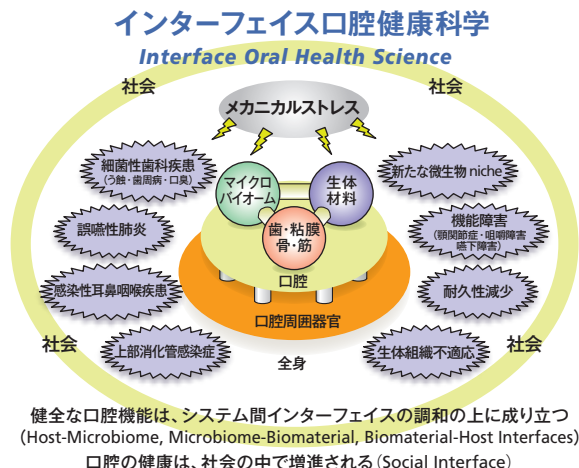 インターフェイス口腔健康科学
Interface Oral Health Science
社会
社会
メカニカルストレス
細菌性歯科疾患
（う蝕・歯周病・口臭）
マイクロ
バイオーム
生体
材料
新たな微生物 niche
誤嚥性肺炎
歯・粘膜
骨・筋
機能障害
（顎関節症・咀嚼障害
嚥下障害）
口腔
感染性耳鼻咽喉疾患
耐久性減少
口腔周囲器官
社会
上部消化管感染症
全身
生体組織不適応
社会
健全な口腔機能は、システム間インターフェイスの調和の上に成り立つ
（Host-Microbiome, Microbiome-Biomaterial, Biomaterial-Host Interfaces）
口腔の健康は、社会の中で増進される（Social Interface）